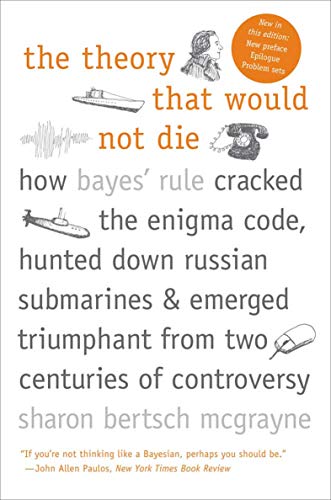 the theory
that would
not die
New in
this edition:
New preface
Epilogue
Problem sets
how bayes' rule cracked
the enigma code,
hunted down russian
submarines & emerged
triumphant from two
centuries of controversy
sharon bertsch mcgrayne
"If you're not thinking like a Bayesian, perhaps you should be."
—John Allen Paulos, New York Times Book Review